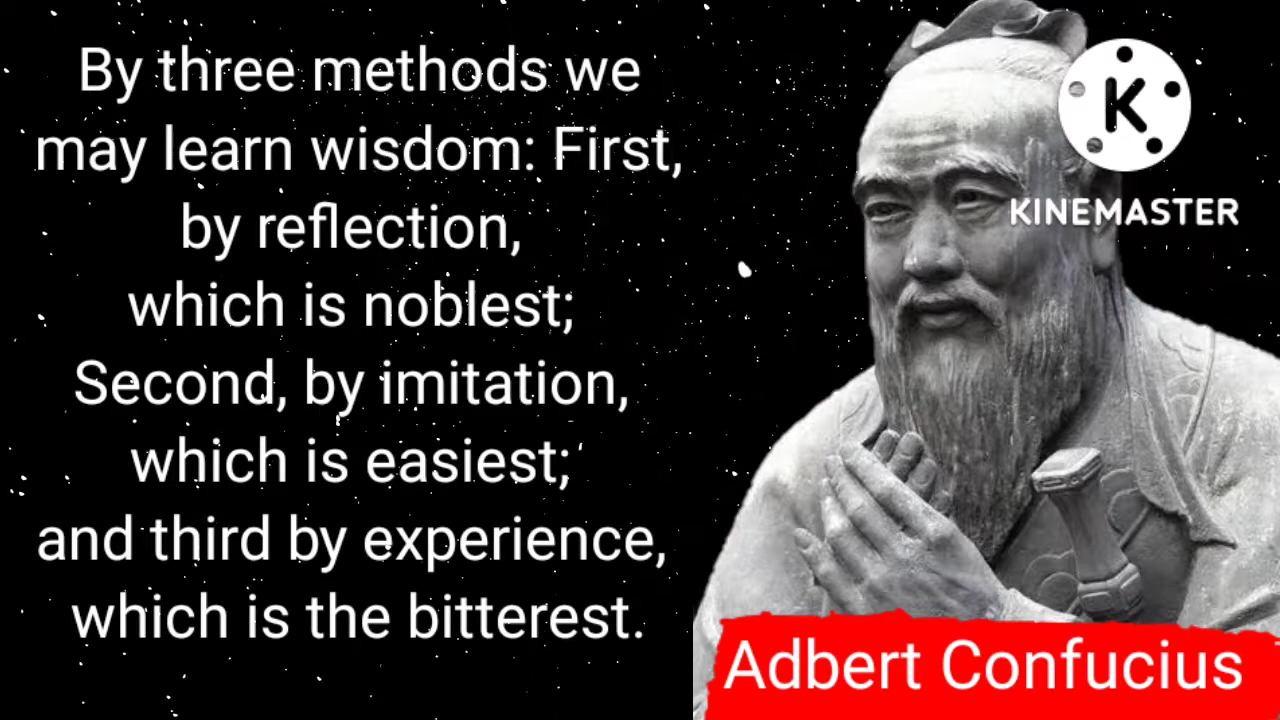 By three methods we
may learn wisdom: First,
by reflection,
which is noblest;
Second, by imitation,
which is easiest;
and third by experience,
which is the bitterest.
K
KINEMASTER
Adbert Confucius